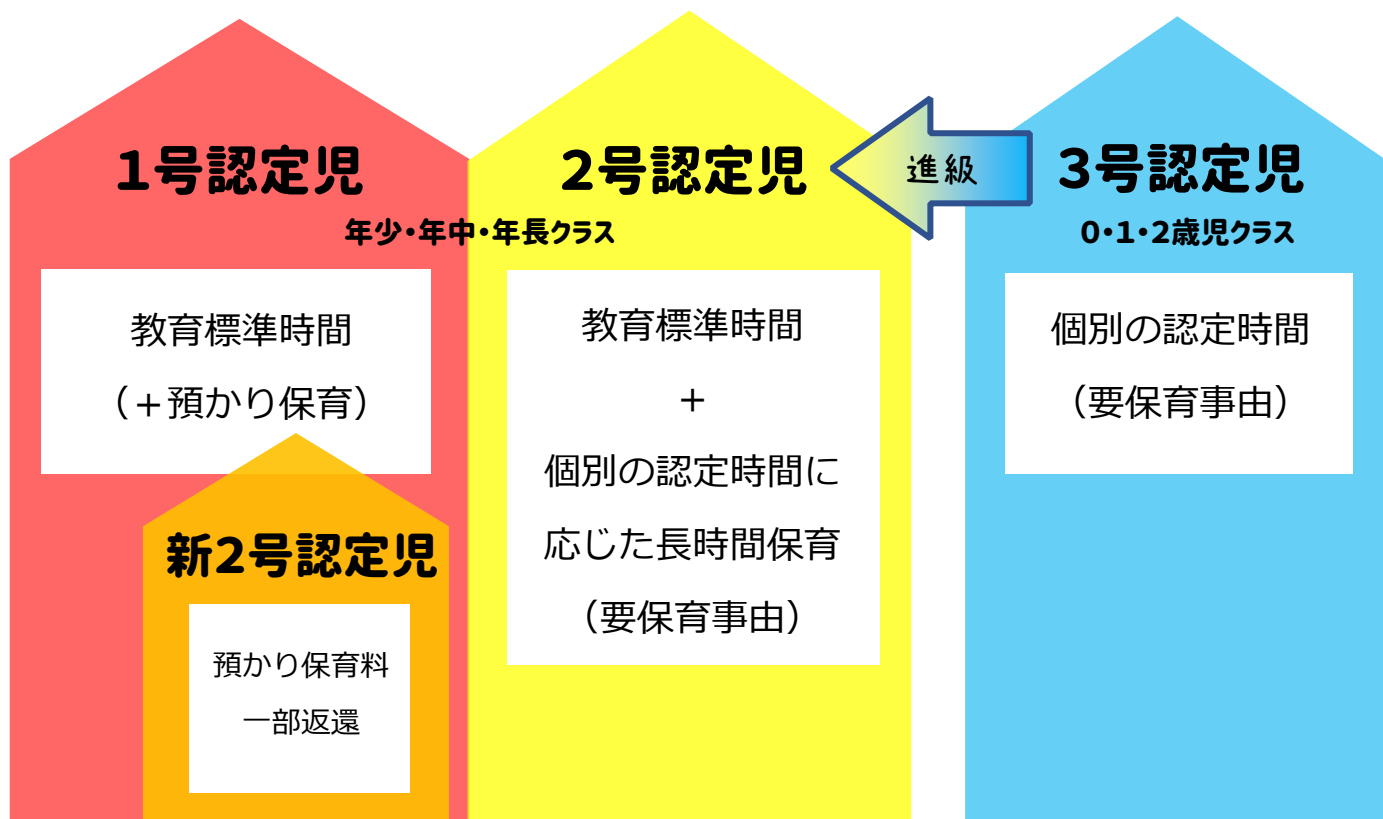 1号認定児
2号認定児
進級
3号認定児
年少・年中・年長クラス
0・1・2歳児クラス
教育標準時間
（＋預かり保育）
新2号認定児
預かり保育料
一部返還
教育標準時間
＋
個別の認定時間に
応じた長時間保育
（要保育事由）
個別の認定時間
（要保育事由）